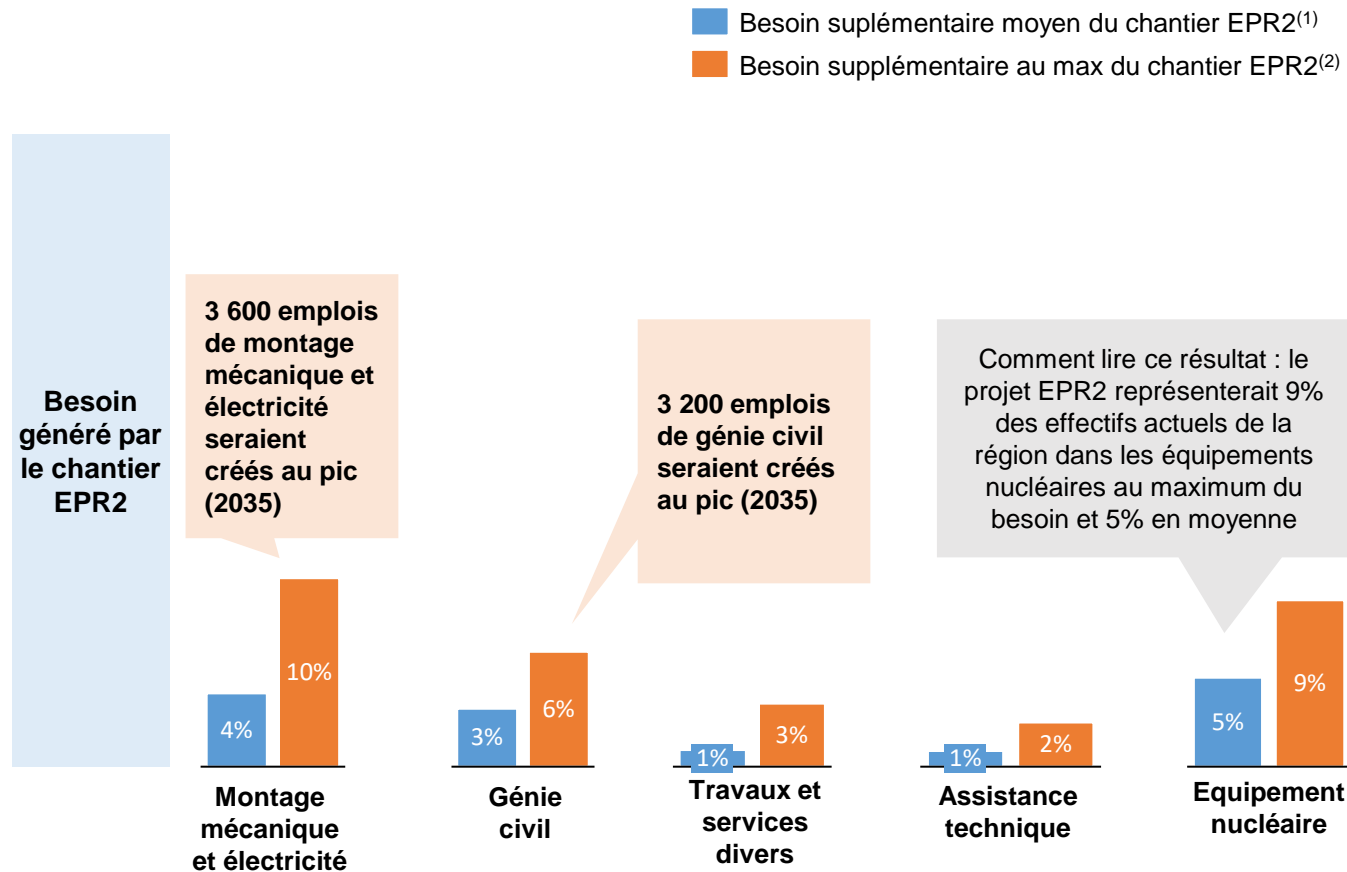 Besoin suplémentaire moyen du chantier EPR2(1)
Besoin supplémentaire au max du chantier EPR2(2)
Besoin
généré par
le chantier
EPR2
3 600 emplois
de montage
mécanique et
électricité
seraient
créés au pic
(2035)
3 200 emplois
de génie civil
seraient créés
au pic (2035)
Comment lire ce résultat : le
projet EPR2 représenterait 9%
des effectifs actuels de la
région dans les équipements
nucléaires au maximum du
besoin et 5% en moyenne
4%
10%
3%
6%
1%
3%
1%
2%
5%
9%
Montage
mécanique
et électricité
Génie
civil
Travaux et
services
divers
Assistance
technique
Equipement
nucléaire